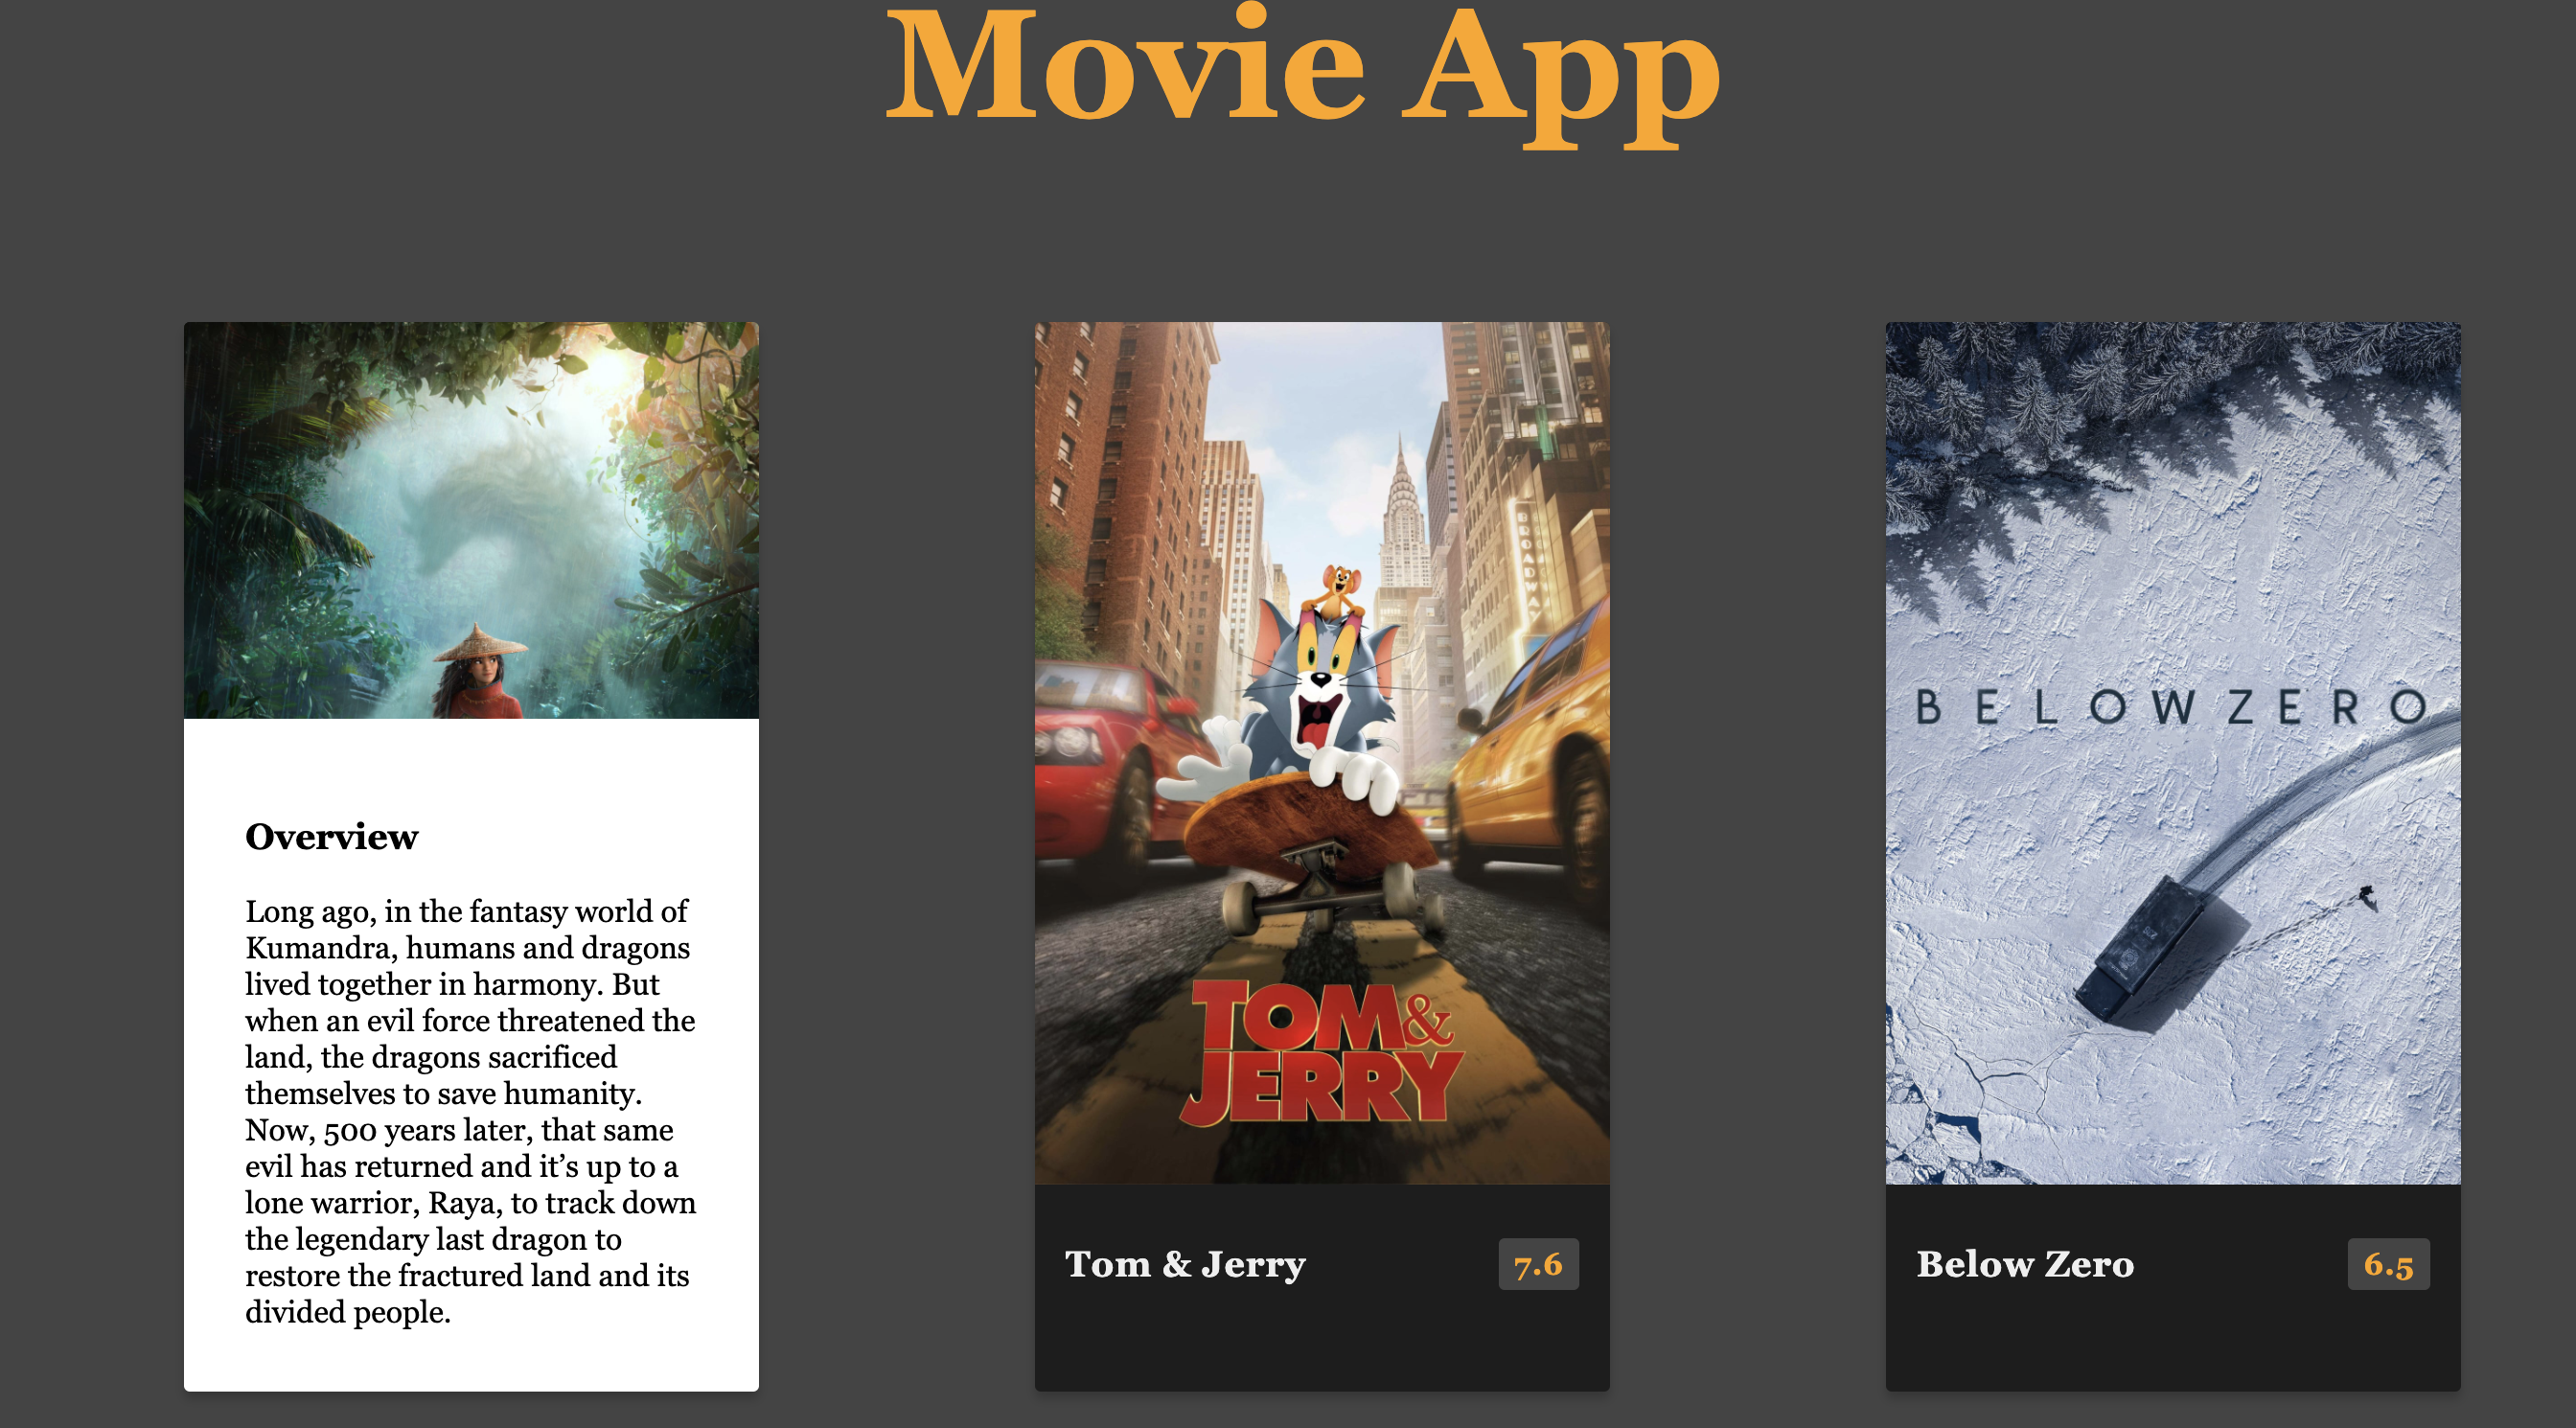 Movie App
Overview
Long ago, in the fantasy world of
Kumandra, humans and dragons
lived together in harmony. But
when an evil force threatened the
land, the dragons sacrificed
themselves to save humanity.
Now, 500 years later, that same
evil has returned and it’s up to a
lone warrior, Raya, to track down
the legendary last dragon to
restore the fractured land and its
divided people.
BROADWAY
TOM&
JERRY
Tom & Jerry
7.6
BELOWZERO
Below Zero
6.5